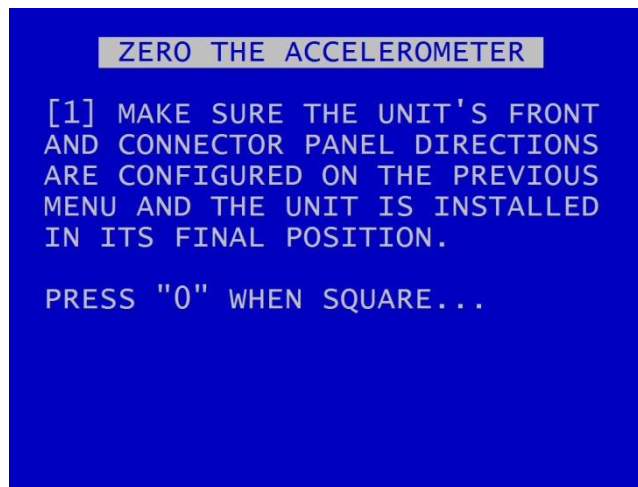 ZERO THE ACCELEROMETER
[1] MAKE SURE THE UNIT'S FRONT
AND CONNECTOR PANEL DIRECTIONS
ARE CONFIGURED ON THE PREVIOUS
MENU AND THE UNIT IS INSTALLED
IN ITS FINAL POSITION.
PRESS "0" WHEN SQUARE...